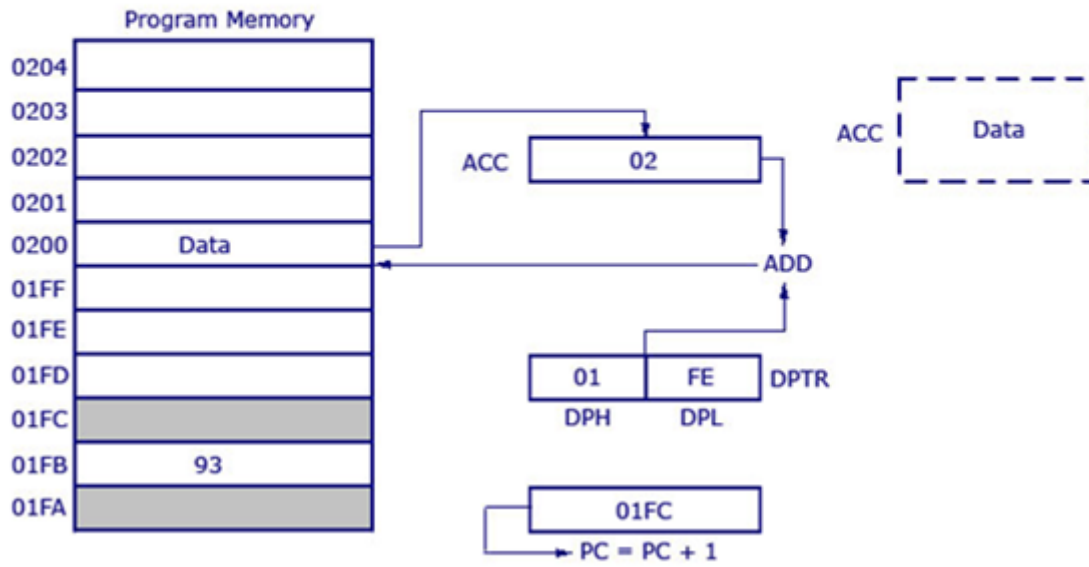 Program Memory
0204
0203
0202
0201
0200 Data
01FF
01FE
01FD
01FC
01FB 93
01FA
ACC 02
ADD
01 FE DPTR
DPH DPL
01FC
PC = PC + 1
ACC Data